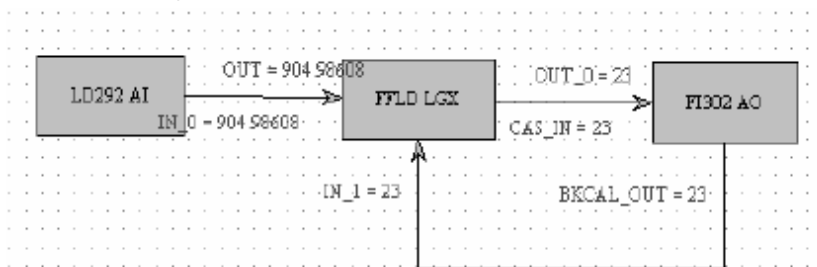 OUT = 904.98608
LD292 AI
FFLD LGX
OUT_0 = 23
FI302 AO
IN_0 = 904.98608
CAS_IN = 23
IN_1 = 23
BKCAL_OUT = 23